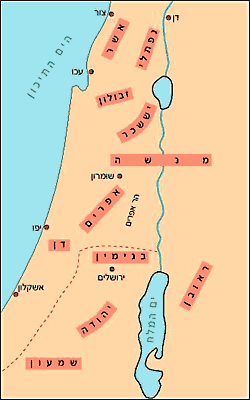 דן
צור
אשר
נפתלי
הים התיכון
עכו
זבולון
יששכר
מנשה
שומרון
אפרים
הר אפרים
יפו
דן
בנימין
ירושלים
ראובן
ים המלח
אשקלון
יהודה
שמעון